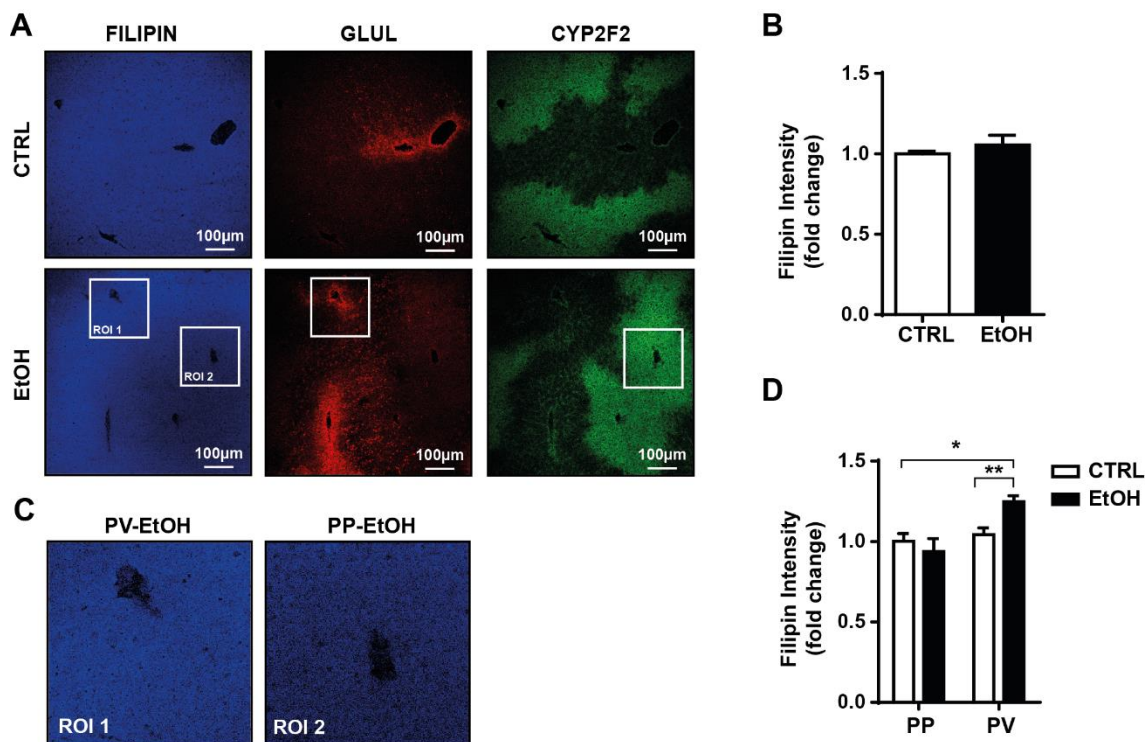 A
FILIPIN
GLUL
CYP2F2
CTRL
100µm
100µm
100µm
EtOH
ROI 1
ROI 2
100µm
100µm
100µm
B
Filipin Intensity
(fold change)
1.5
1.0
0.5
0.0
CTRL
EtOH
C
PV-EtOH
PP-EtOH
ROI 1
ROI 2
D
Filipin Intensity
(fold change)
1.5
1.0
0.5
0.0
*
**
CTRL
EtOH
PP
PV